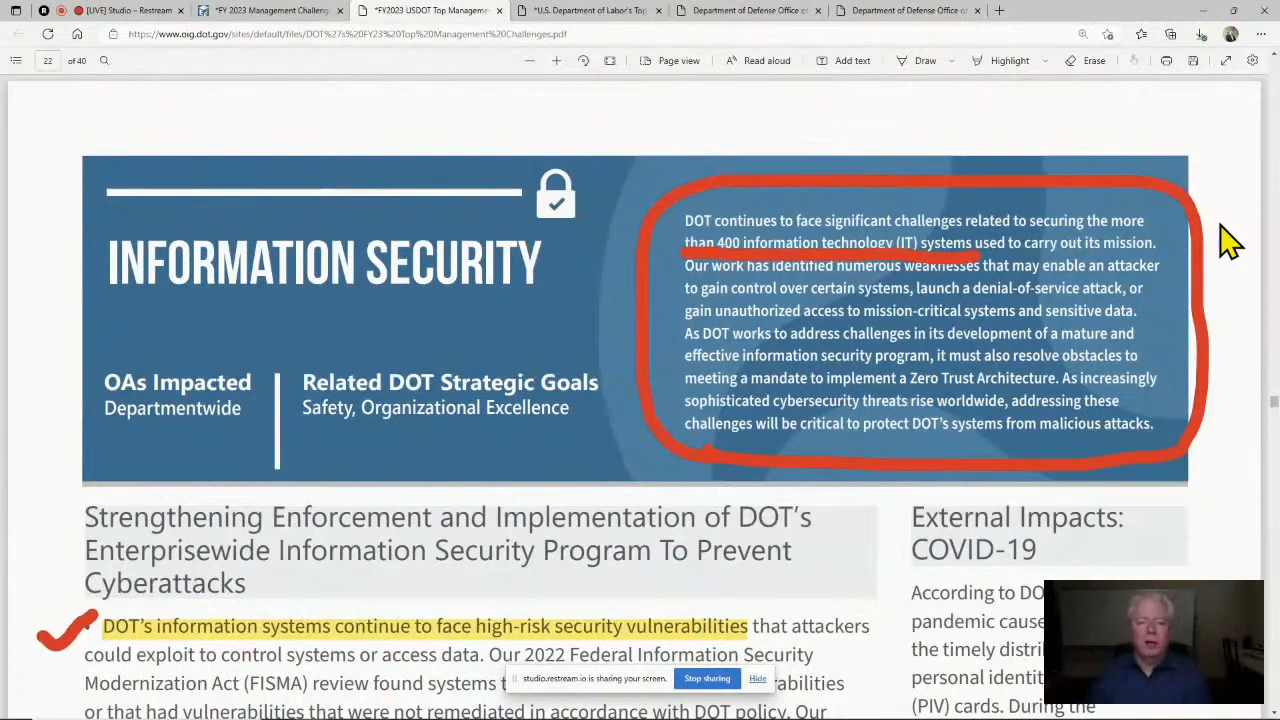 [LIVE] Studio – Restream
*FY 2023 Management Challeng
*FY2023 USDOT Top Managemen
*U.S. Department of Labor's Top
Department of Defense Office of
Department of Defense Office of
https://www.oig.dot.gov/sites/default/files/DOT%27s%20FY23%20Top%20Management%20Challenges.pdf
22 of 40
Page view
Read aloud
Add text
Draw
Highlight
Erase
INFORMATION SECURITY
OAs Impacted
Departmentwide
Related DOT Strategic Goals
Safety, Organizational Excellence
DOT continues to face significant challenges related to securing the more
than 400 information technology (IT) systems used to carry out its mission.
Our work has identified numerous weaknesses that may enable an attacker
to gain control over certain systems, launch a denial-of-service attack, or
gain unauthorized access to mission-critical systems and sensitive data.
As DOT works to address challenges in its development of a mature and
effective information security program, it must also resolve obstacles to
meeting a mandate to implement a Zero Trust Architecture. As increasingly
sophisticated cybersecurity threats rise worldwide, addressing these
challenges will be critical to protect DOT's systems from malicious attacks.
Strengthening Enforcement and Implementation of DOT's
Enterprisewide Information Security Program To Prevent
Cyberattacks
• DOT's information systems continue to face high-risk security vulnerabilities that attackers
could exploit to control systems or access data. Our 2022 Federal Information Security
Modernization Act (FISMA) review found systems
or that had vulnerabilities that were not remediated in accordance with DOT policy. Our
External Impacts:
COVID-19
According to DO
pandemic cause
the timely distri
personal identit
(PIV) cards. During the
studio.restream.io is sharing your screen.
Stop sharing
Hide